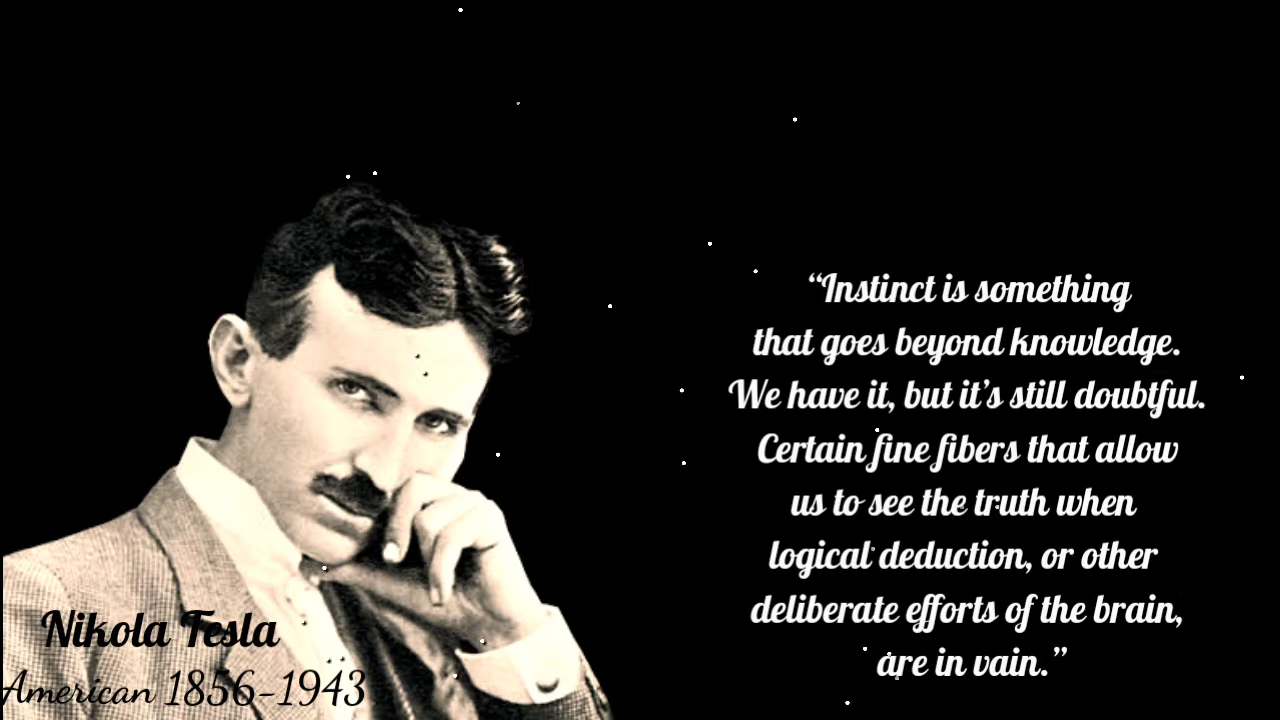 “Instinct is something
that goes beyond knowledge.
We have it, but it’s still doubtful.
Certain fine fibers that allow
us to see the truth when
logical deduction, or other
deliberate efforts of the brain,
are in vain.”
Nikola Tesla
American 1856-1943